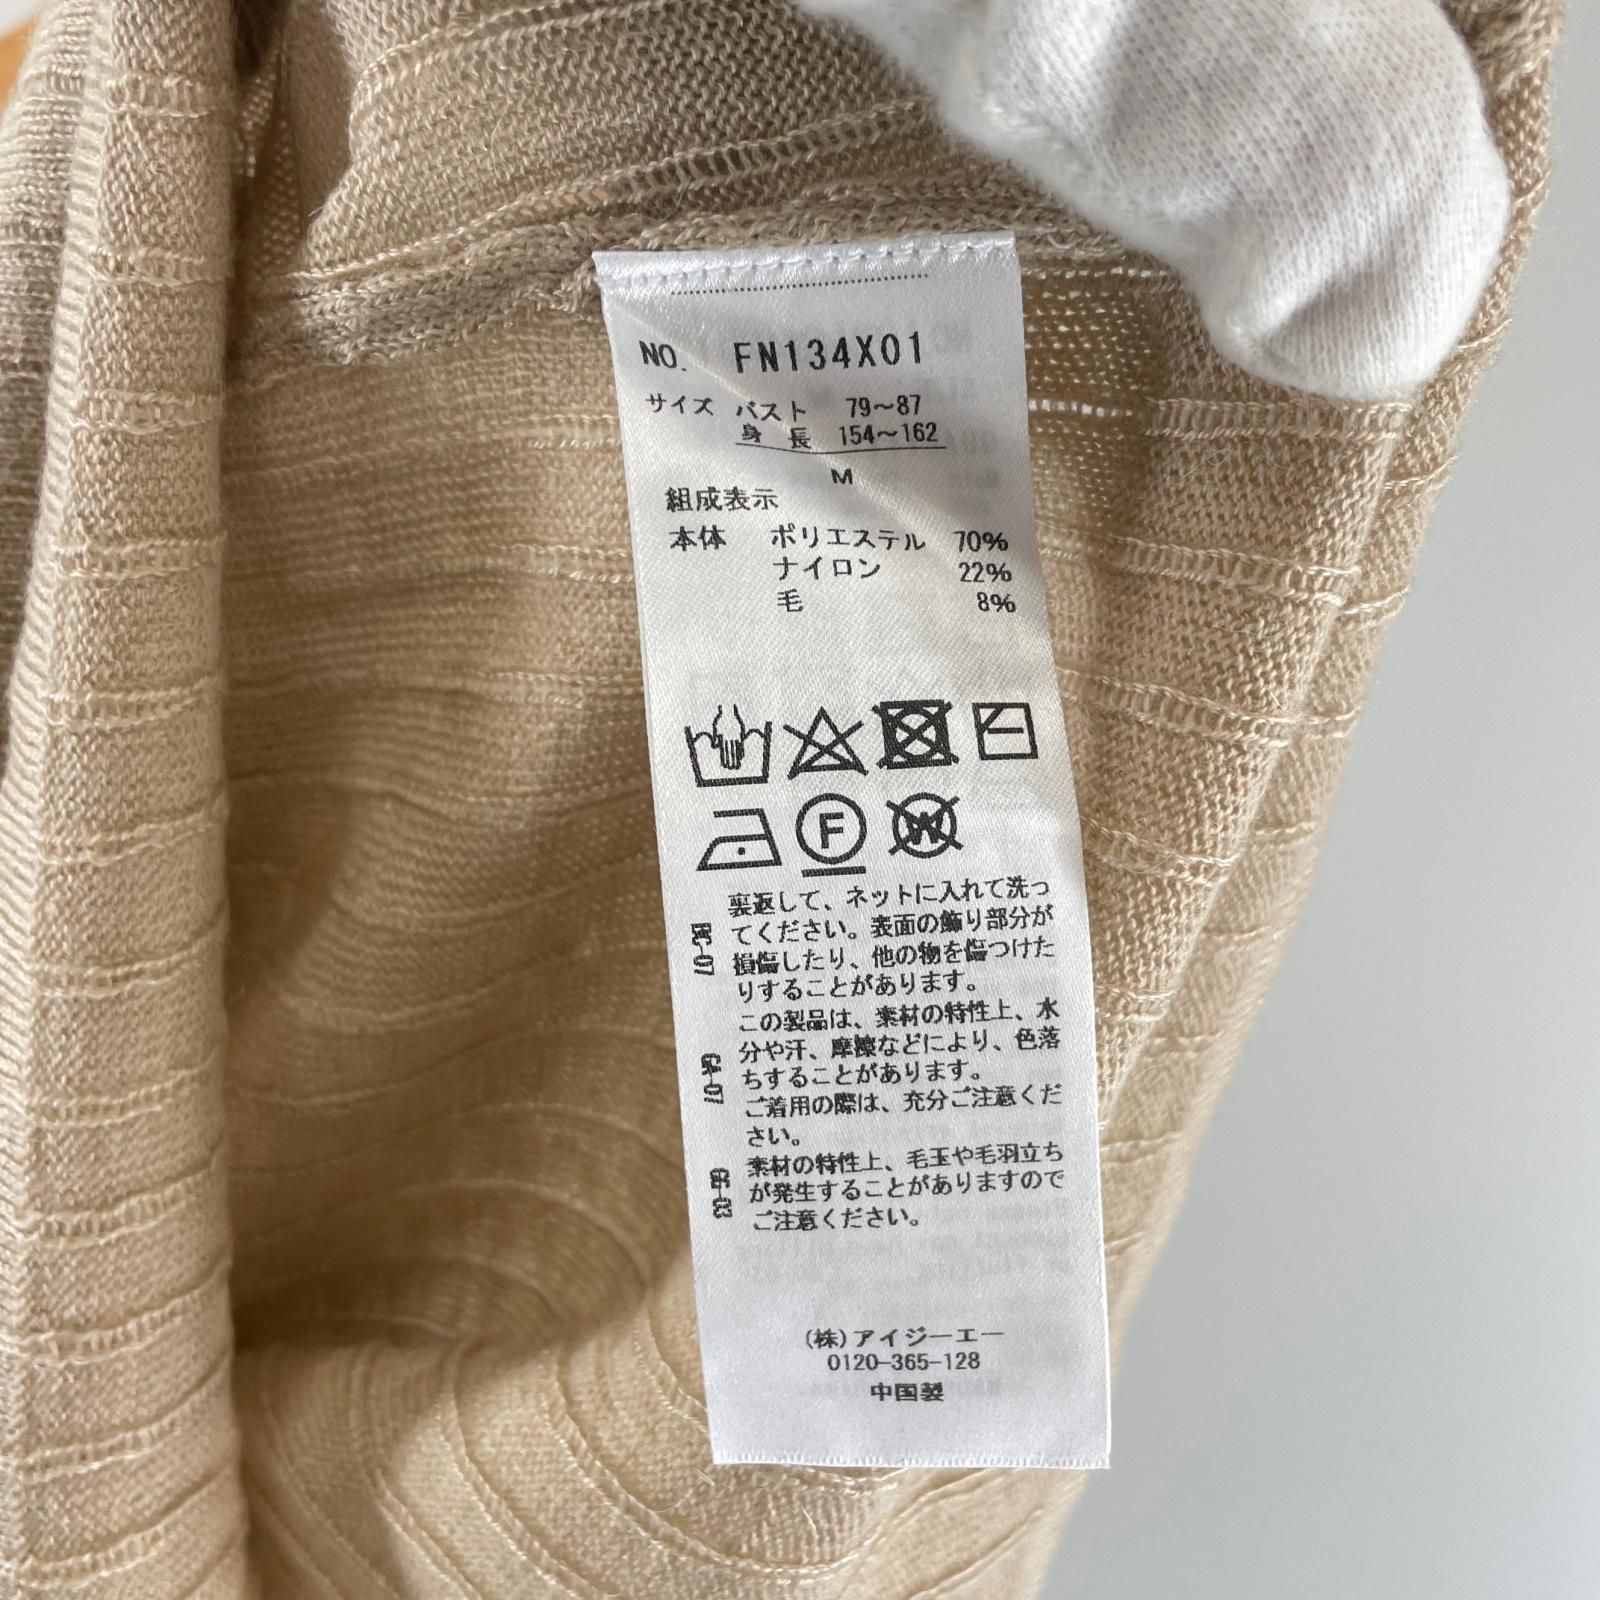 NO. FN134X01
サイズ バスト 79〜87
身長 154〜162
M
組成表示
本体 ポリエステル 70%
ナイロン 22%
毛 8%
F
W
裏返して、ネットに入れて洗っ
てください。表面の飾り部分が
損傷したり、他の物を傷つけた
りすることがあります。
この製品は、素材の特性上、水
分や汗、摩擦などにより、色落
ちすることがあります。
ご着用の際は、充分ご注意くだ
さい。
素材の特性上、毛玉や毛羽立ち
が発生することがありますので
ご注意ください。
(株)アイジーエー
0120-365-128
中国製